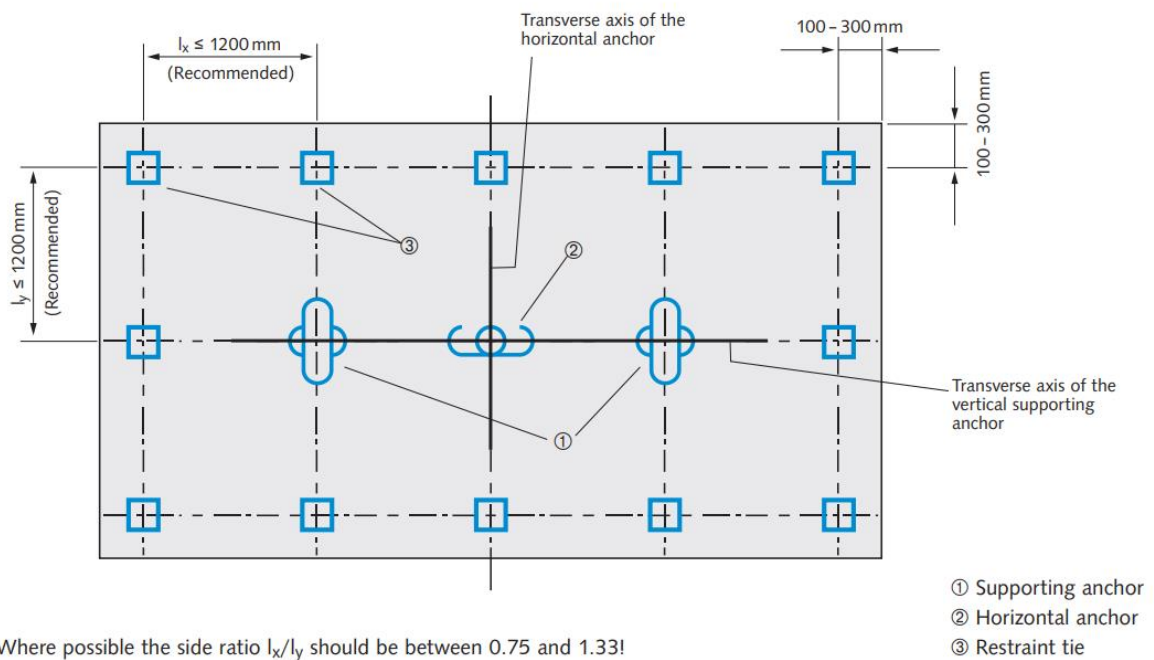 Transverse axis of the
horizontal anchor
lx ≤ 1200 mm
(Recommended)
100 – 300 mm
100 – 300 mm
ly ≤ 1200 mm
(Recommended)
③
②
Transverse axis of the
vertical supporting
anchor
①
① Supporting anchor
② Horizontal anchor
③ Restraint tie
Where possible the side ratio lx/ly should be between 0.75 and 1.33!